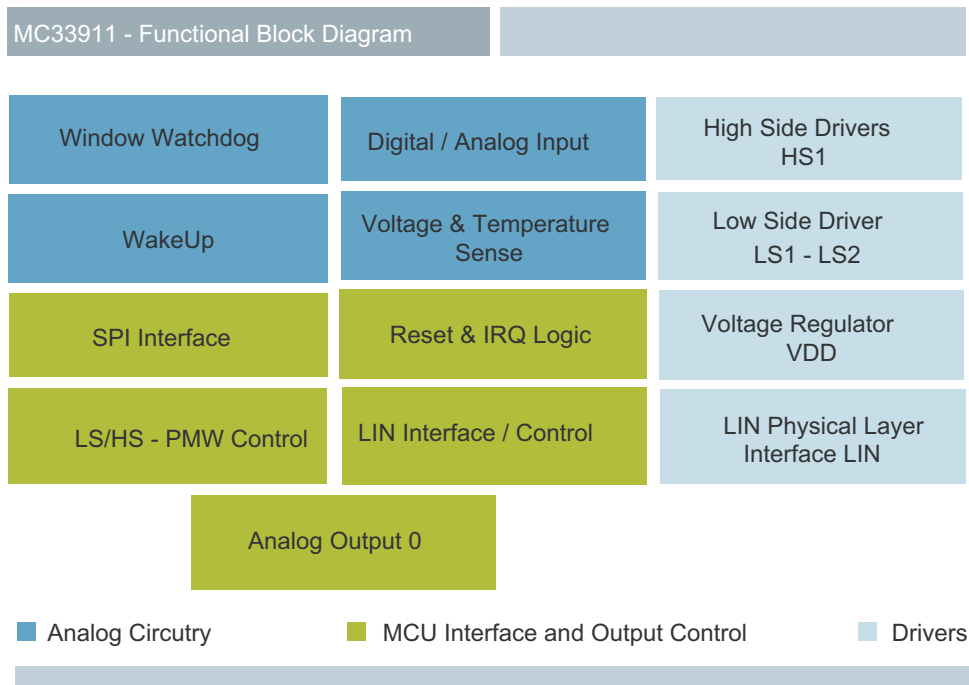 MC33911 - Functional Block Diagram
Window Watchdog
Digital / Analog Input
High Side Drivers
HS1
WakeUp
Voltage & Temperature
Sense
Low Side Driver
LS1 - LS2
SPI Interface
Reset & IRQ Logic
Voltage Regulator
VDD
LS/HS - PMW Control
LIN Interface / Control
LIN Physical Layer
Interface LIN
Analog Output 0
Analog Circutry
MCU Interface and Output Control
Drivers